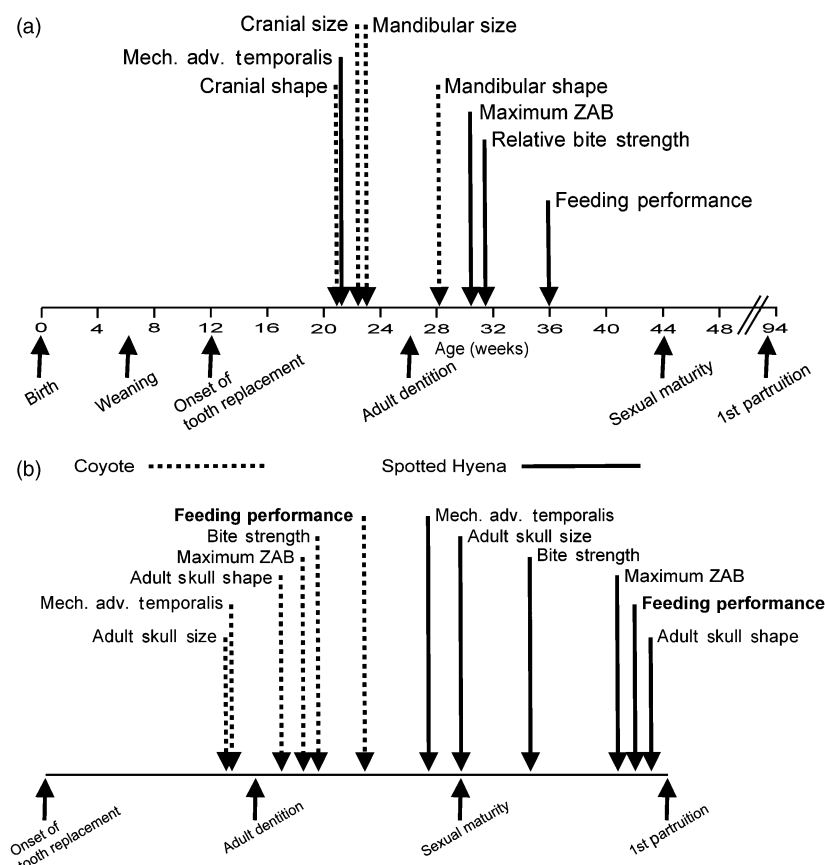 (a)
Cranial size
Mandibular size
Mech. adv. temporalis
Cranial shape
Mandibular shape
Maximum ZAB
Relative bite strength
Feeding performance
0 4 8 12 16 20 24 28 32 36 40 44 48 94
Age (weeks)
Birth
Weaning
Onset of
tooth replacement
Adult dentition
Sexual maturity
1st partruition
(b)
Coyote
Spotted Hyena
Feeding performance
Bite strength
Maximum ZAB
Adult skull shape
Mech. adv. temporalis
Adult skull size
Mech. adv. temporalis
Adult skull size
Bite strength
Maximum ZAB
Feeding performance
Adult skull shape
Onset of
tooth replacement
Adult dentition
Sexual maturity
1st partruition